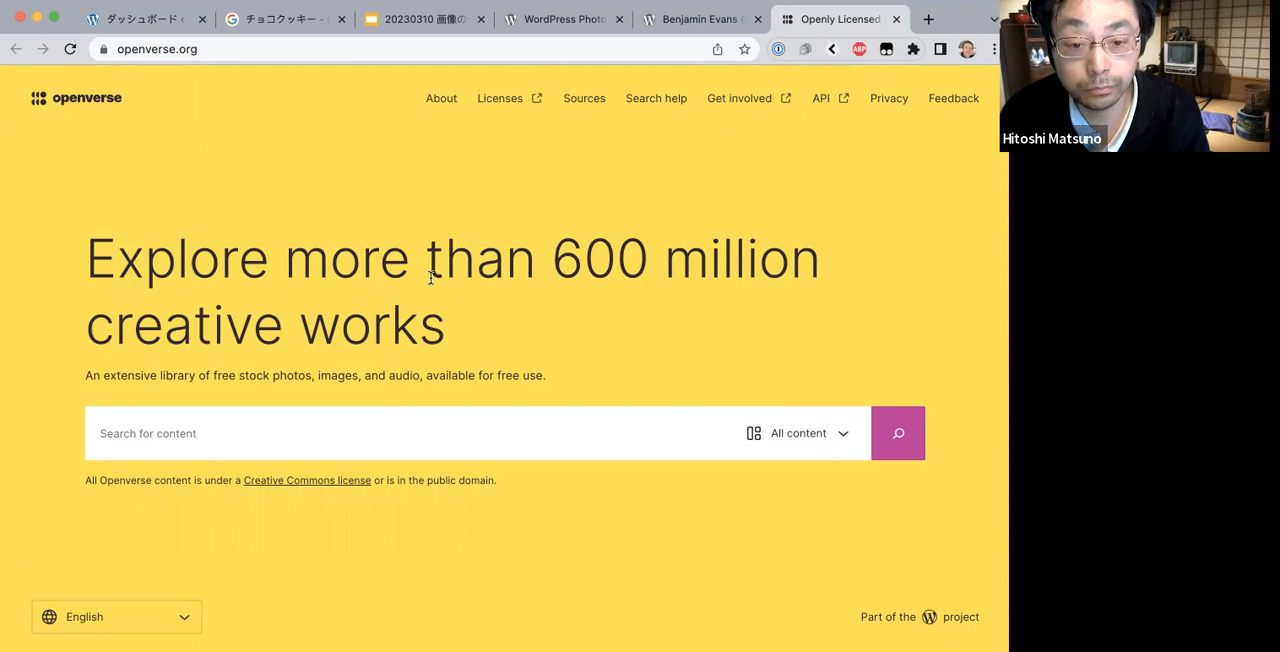 ダッシュボード
チョコクッキー - G
20230310 画像の
WordPress Photo
Benjamin Evans (
Openly Licensed
openverse.org
ABP
openverse
About
Licenses
Sources
Search help
Get involved
API
Privacy
Feedback
Hitoshi Matsuno
Explore more than 600 million
creative works
An extensive library of free stock photos, images, and audio, available for free use.
Search for content
All content
All Openverse content is under a Creative Commons license or is in the public domain.
English
Part of the project